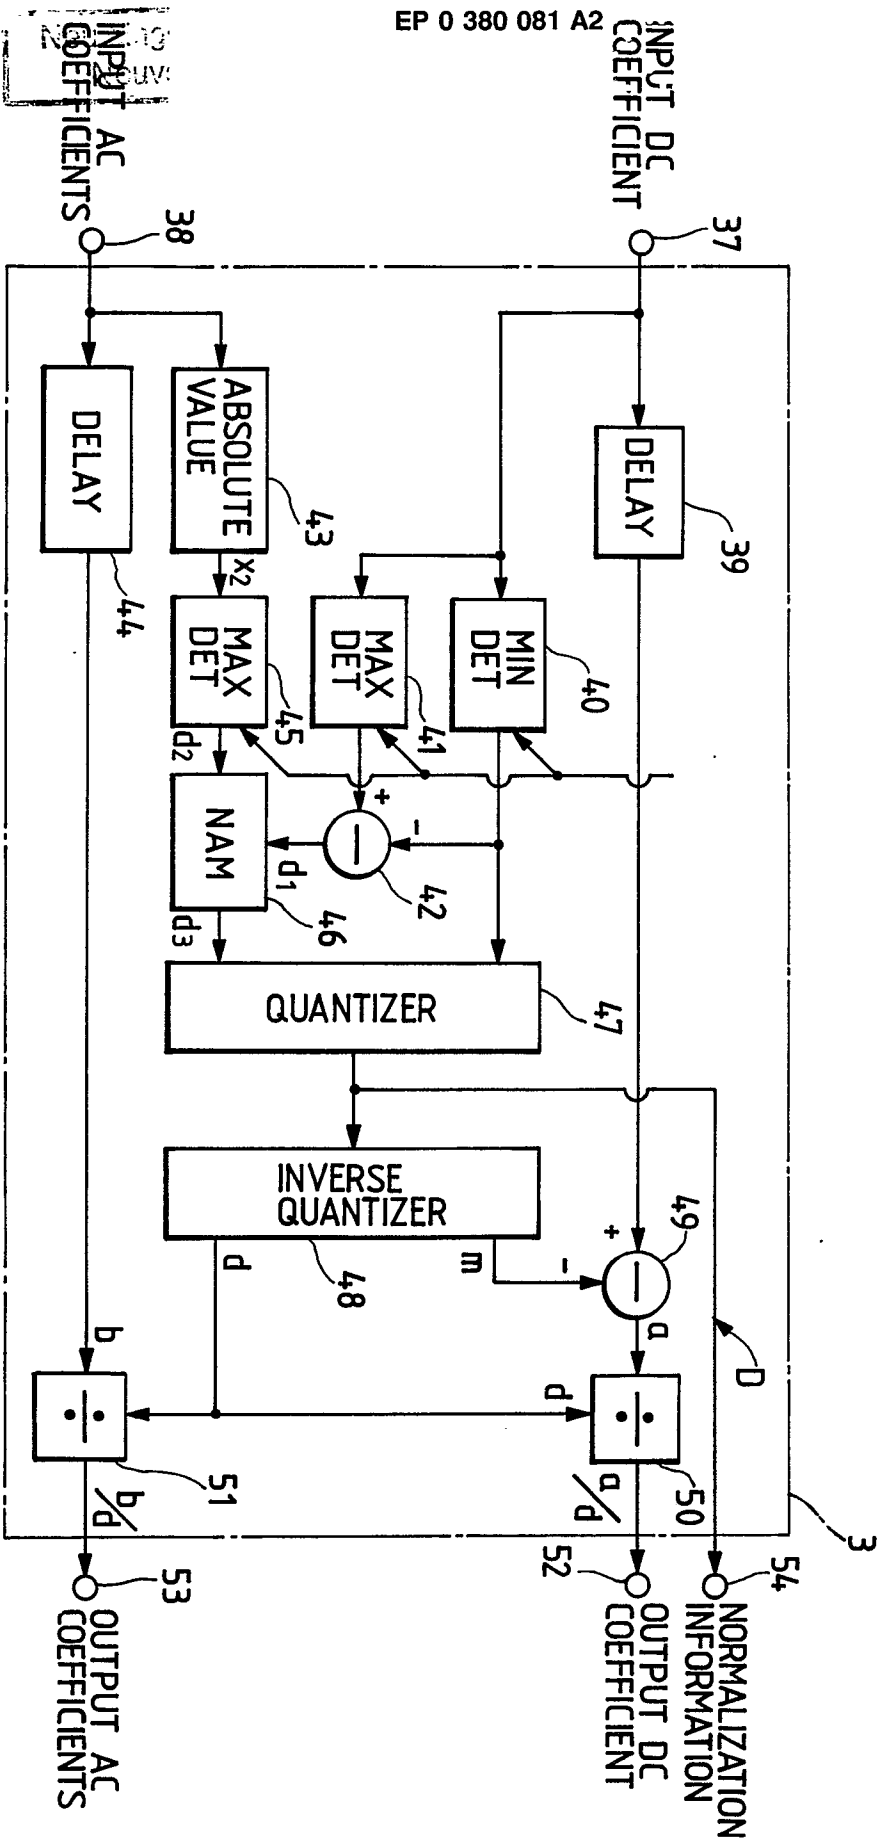 EP 0 380 081 A2
INPUT DC
COEFFICIENT
37
INPUT AC
COEFFICIENTS
38
DELAY
39
MIN
DET
40
MAX
DET
41
ABSOLUTE
VALUE
43
x2
MAX
DET
45
d2
DELAY
44
+
−
42
d1
NAM
46
d3
QUANTIZER
47
INVERSE
QUANTIZER
48
m
d
+
−
49
a
D
d
50
a/d
b
51
b/d
3
54
NORMALIZATION
INFORMATION
52
OUTPUT DC
COEFFICIENT
53
OUTPUT AC
COEFFICIENTS